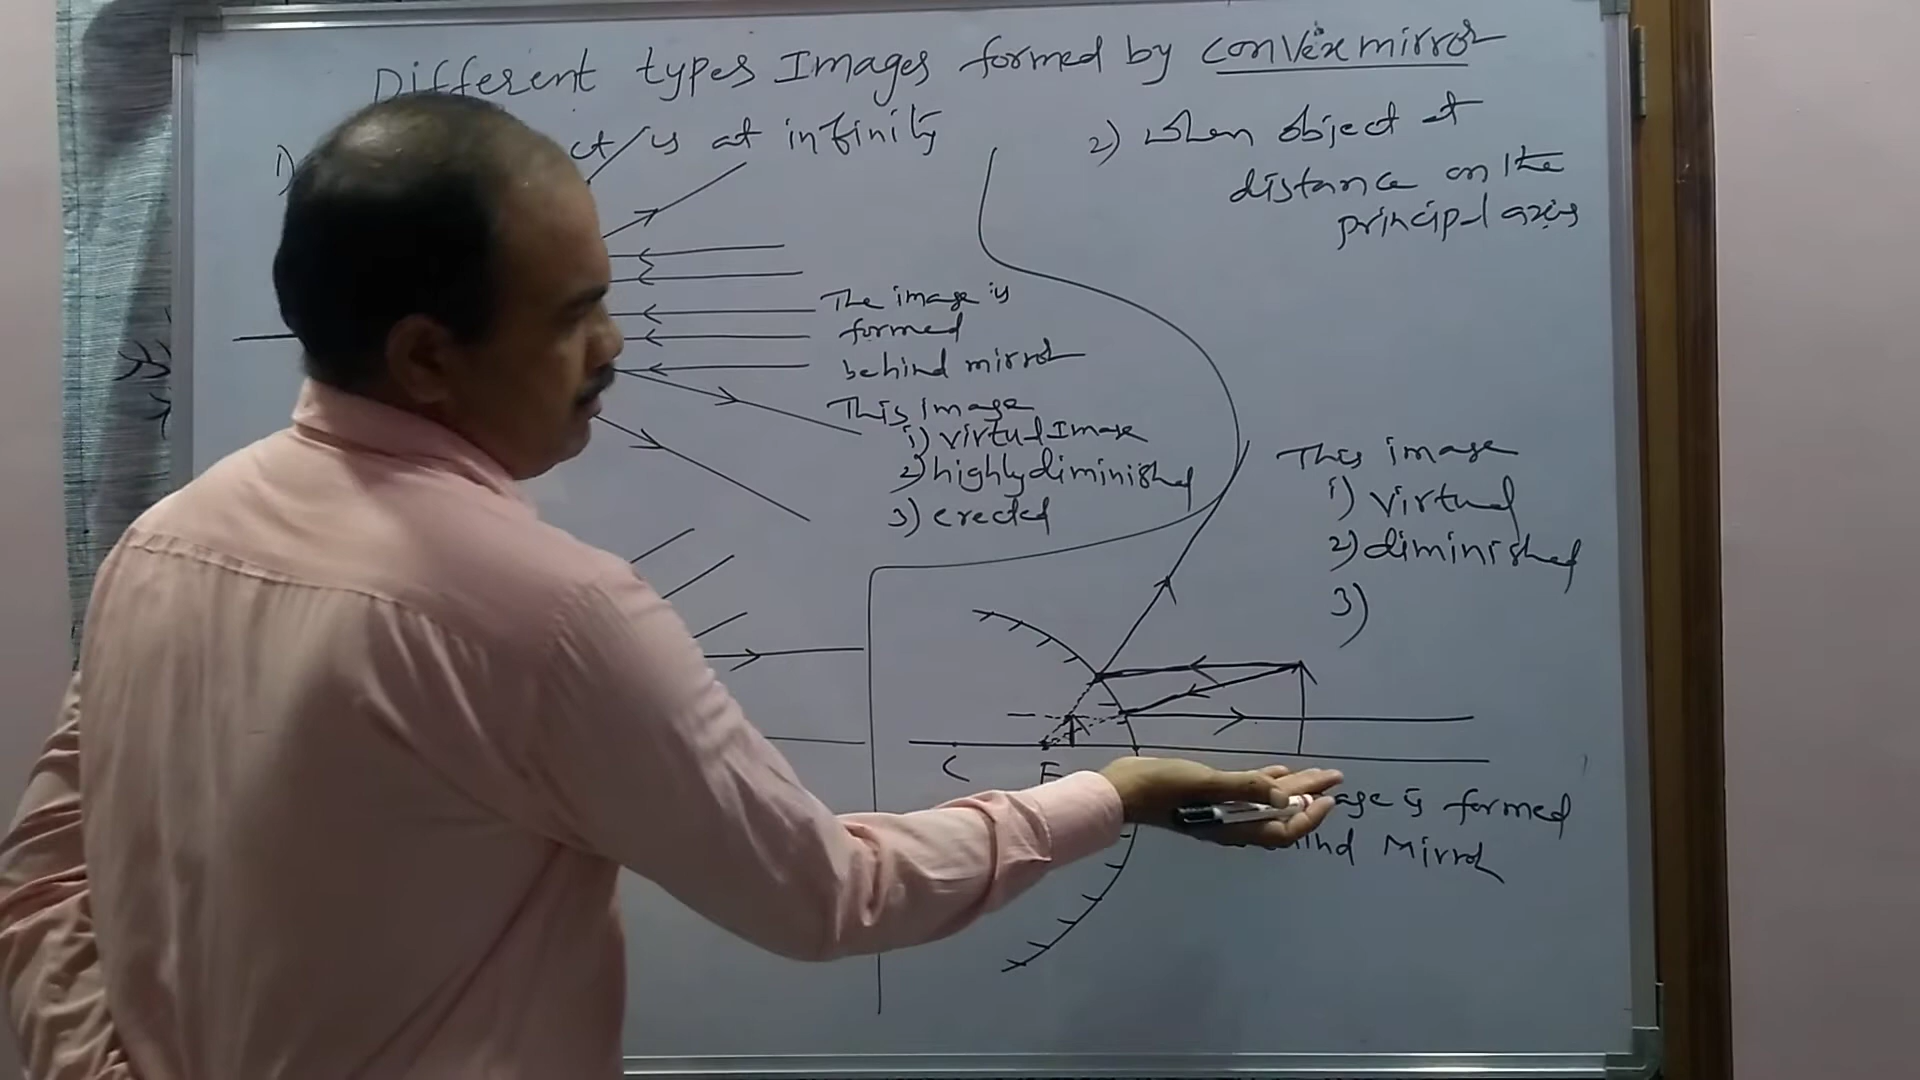 Different types Images formed by convex mirror
1) ct is at infinity
The image is
formed
behind mirror
This image
1) virtual Image
2) highly diminished
3) erected
2) when object at
distance on the
principal axis
This image
1) virtual
2) diminished
3)
C F
age is formed
ind Mirror